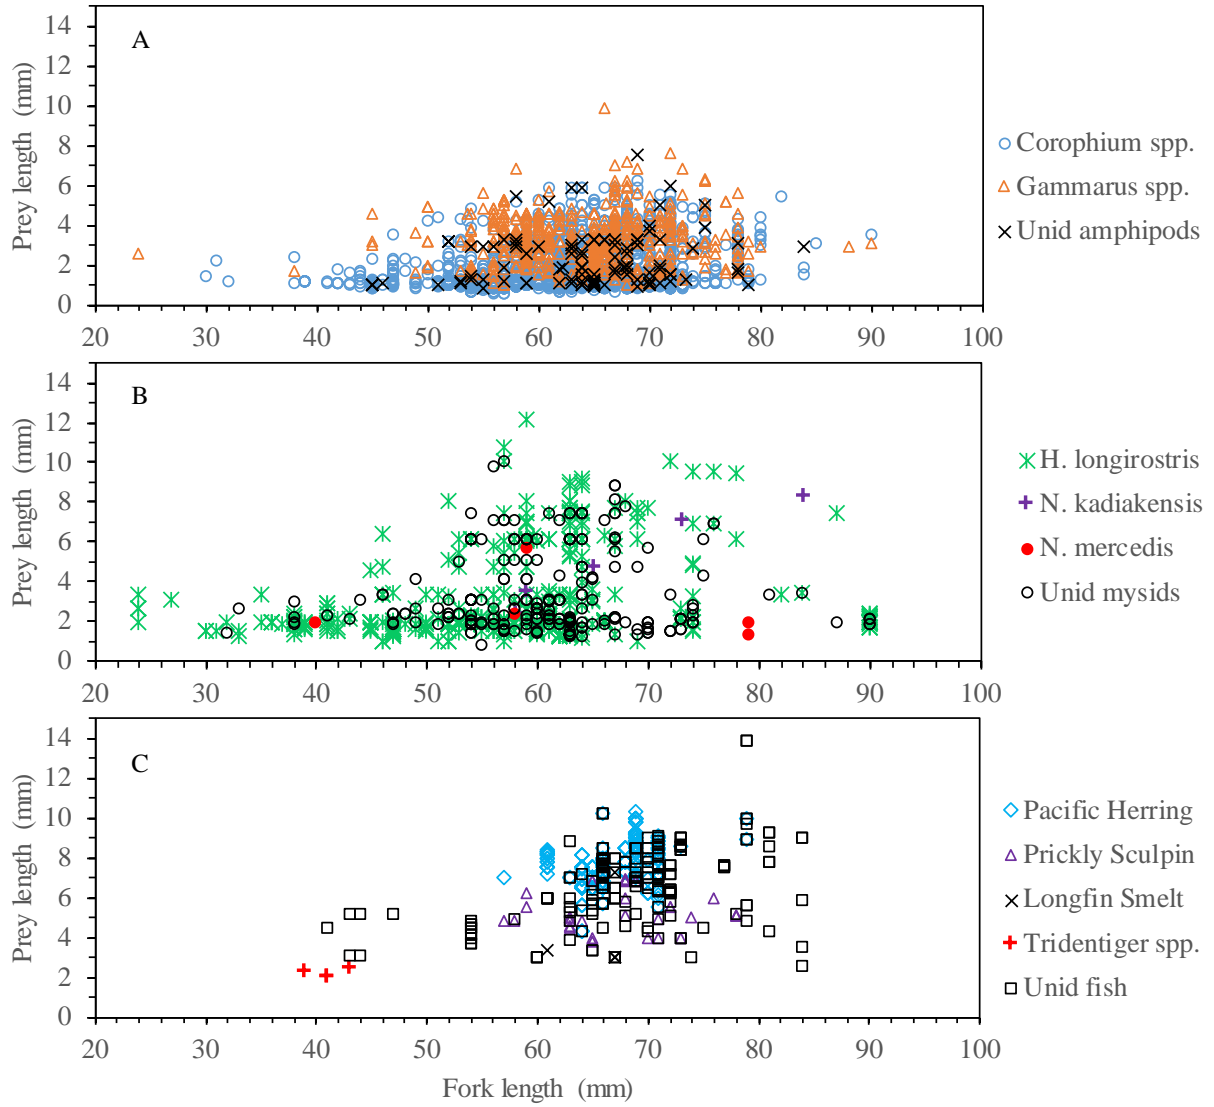 A
Prey length (mm)
14
12
10
8
6
4
2
0
20 30 40 50 60 70 80 90 100
Corophium spp.
Gammarus spp.
Unid amphipods
B
Prey length (mm)
14
12
10
8
6
4
2
0
20 30 40 50 60 70 80 90 100
H. longirostris
N. kadiakensis
N. mercedis
Unid mysids
C
Prey length (mm)
14
12
10
8
6
4
2
0
20 30 40 50 60 70 80 90 100
Fork length (mm)
Pacific Herring
Prickly Sculpin
Longfin Smelt
Tridentiger spp.
Unid fish